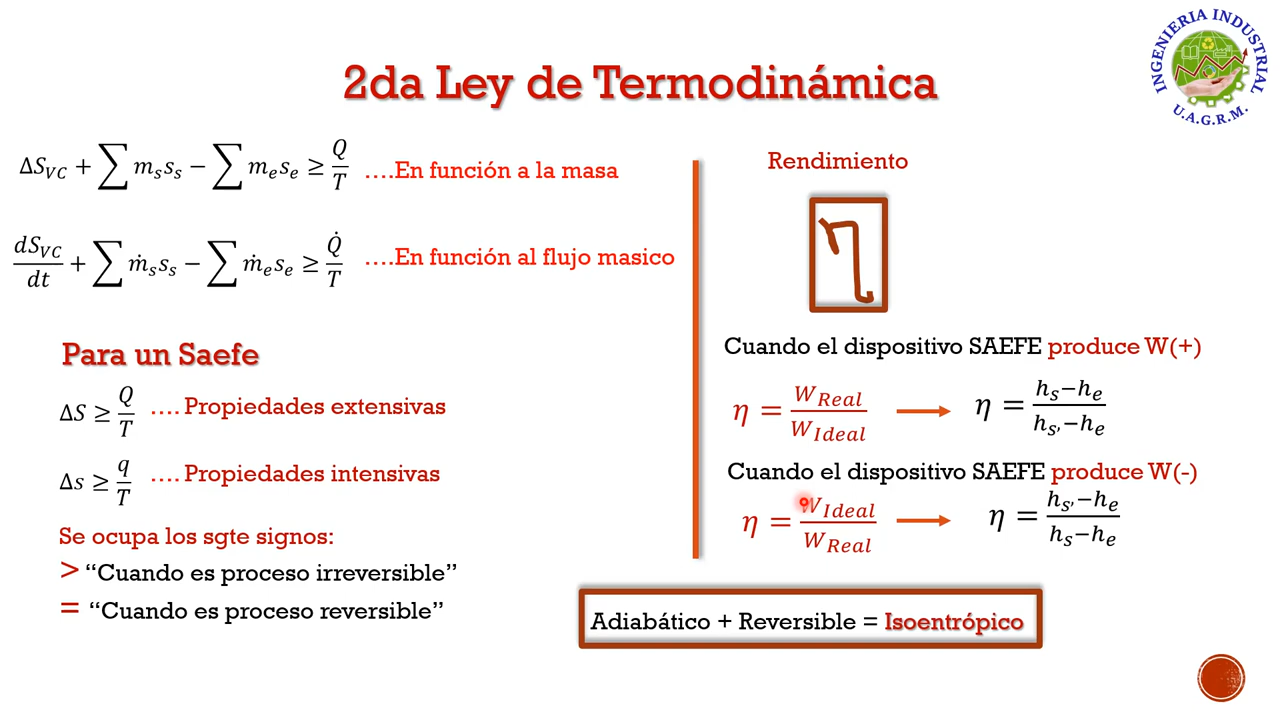 INGENIERIA INDUSTRIAL
U.A.G.R.M.
2da Ley de Termodinámica
ΔS_VC + ∑ m_s s_s − ∑ m_e s_e ≥ Q/T ….En función a la masa
dS_VC/dt + ∑ ṁ_s s_s − ∑ ṁ_e s_e ≥ Q̇/T ….En función al flujo masico
Para un Saefe
ΔS ≥ Q/T …. Propiedades extensivas
Δs ≥ q/T …. Propiedades intensivas
Se ocupa los sgte signos:
> “Cuando es proceso irreversible”
= “Cuando es proceso reversible”
Rendimiento
η
Cuando el dispositivo SAEFE produce W(+)
η = W_Real/W_Ideal → η = (h_s−h_e)/(h_s,−h_e)
Cuando el dispositivo SAEFE produce W(-)
η = W_Ideal/W_Real → η = (h_s,−h_e)/(h_s−h_e)
Adiabático + Reversible = Isoentrópico